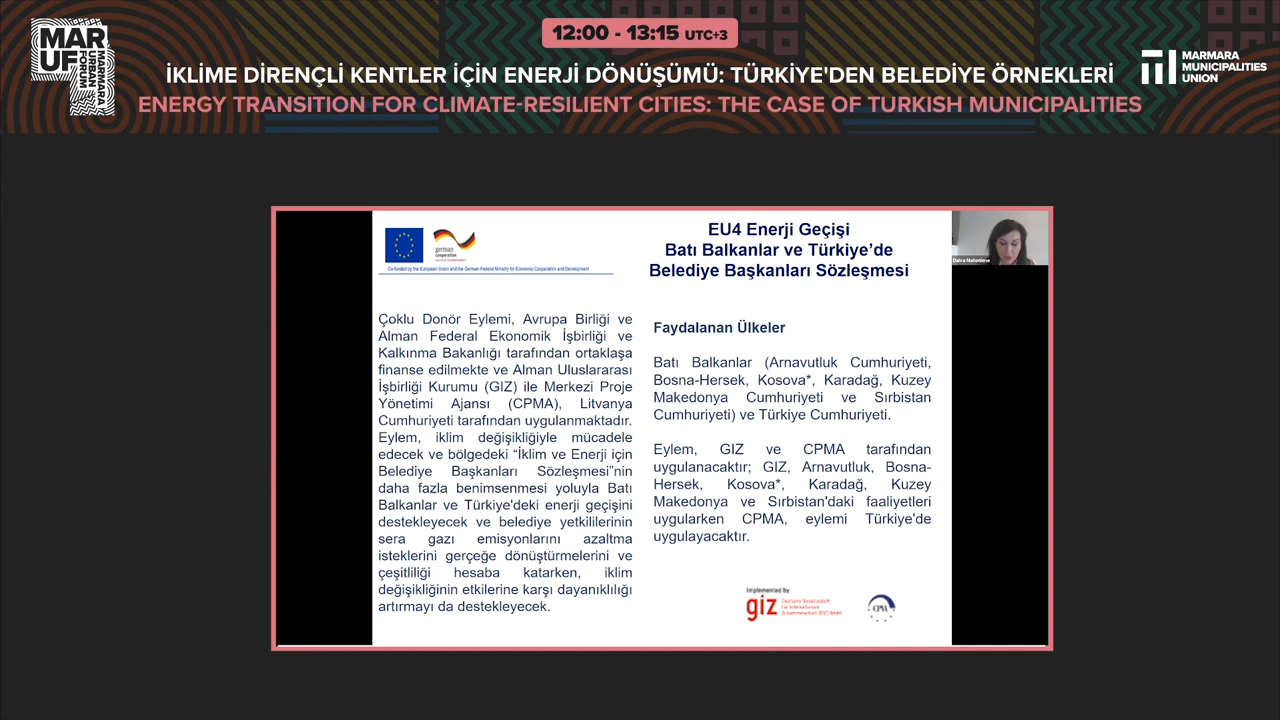 MAR
UF
MARMARA
URBAN
FORUM
12:00 - 13:15 UTC+3
İKLİME DİRENÇLİ KENTLER İÇİN ENERJİ DÖNÜŞÜMÜ: TÜRKİYE'DEN BELEDİYE ÖRNEKLERİ
ENERGY TRANSITION FOR CLIMATE-RESILIENT CITIES: THE CASE OF TURKISH MUNICIPALITIES
MARMARA
MUNICIPALITIES
UNION
german
cooperation
Co-funded by the European Union and the German Federal Ministry for Economic Cooperation and Development
EU4 Enerji Geçişi
Batı Balkanlar ve Türkiye’de
Belediye Başkanları Sözleşmesi
Daiva Matoniene
Çoklu Donör Eylemi, Avrupa Birliği ve
Alman Federal Ekonomik İşbirliği ve
Kalkınma Bakanlığı tarafından ortaklaşa
finanse edilmekte ve Alman Uluslararası
İşbirliği Kurumu (GIZ) ile Merkezi Proje
Yönetimi Ajansı (CPMA), Litvanya
Cumhuriyeti tarafından uygulanmaktadır.
Eylem, iklim değişikliğiyle mücadele
edecek ve bölgedeki “İklim ve Enerji için
Belediye Başkanları Sözleşmesi”nin
daha fazla benimsenmesi yoluyla Batı
Balkanlar ve Türkiye'deki enerji geçişini
destekleyecek ve belediye yetkililerinin
sera gazı emisyonlarını azaltma
isteklerini gerçeğe dönüştürmelerini ve
çeşitliliği hesaba katarken, iklim
değişikliğinin etkilerine karşı dayanıklılığı
artırmayı da destekleyecek.
Faydalanan Ülkeler
Batı Balkanlar (Arnavutluk Cumhuriyeti,
Bosna-Hersek, Kosova*, Karadağ, Kuzey
Makedonya Cumhuriyeti ve Sırbistan
Cumhuriyeti) ve Türkiye Cumhuriyeti.
Eylem, GIZ ve CPMA tarafından
uygulanacaktır; GIZ, Arnavutluk, Bosna-
Hersek, Kosova*, Karadağ, Kuzey
Makedonya ve Sırbistan'daki faaliyetleri
uygularken CPMA, eylemi Türkiye'de
uygulayacaktır.
Implemented by
giz
Deutsche Gesellschaft
für Internationale
Zusammenarbeit (GIZ) GmbH
CPVA